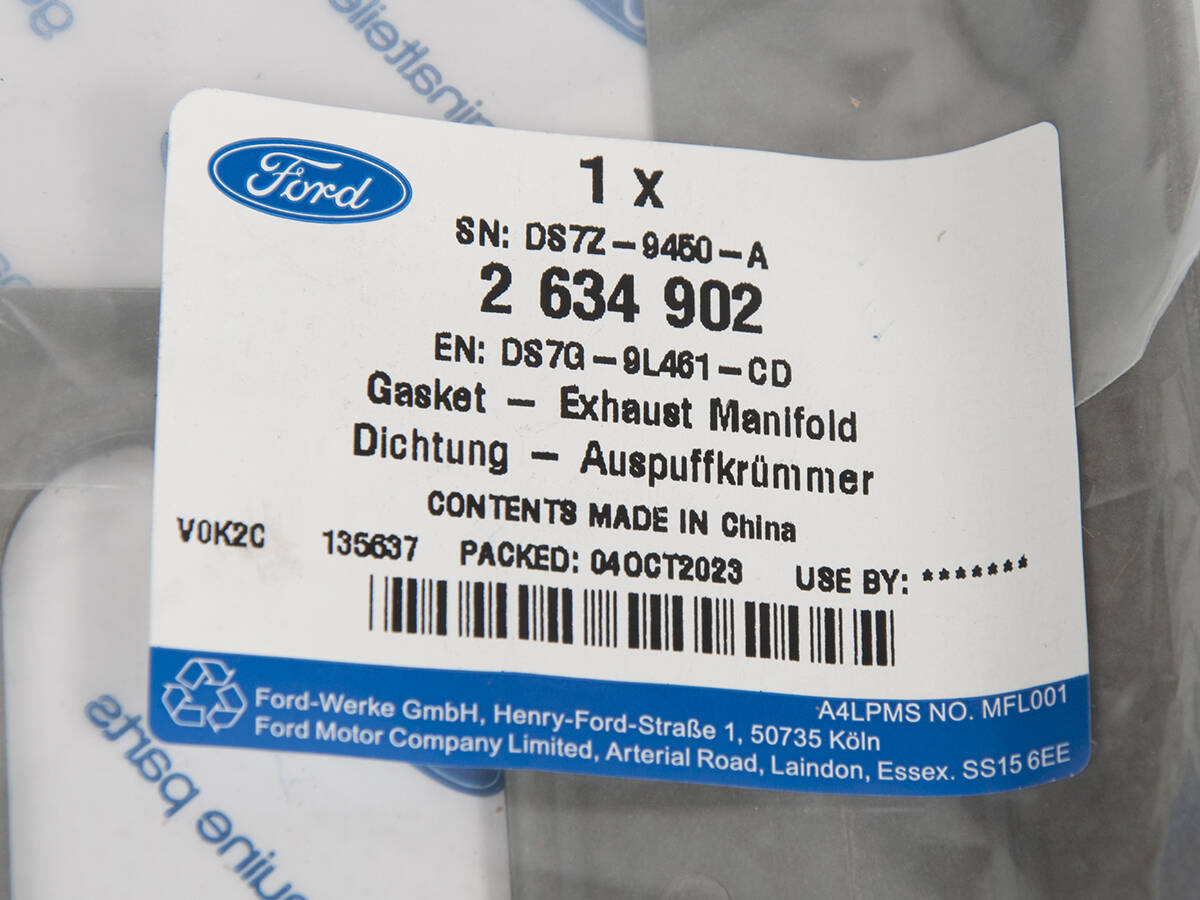 Ford
1 x
SN: DS7Z-9450-A
2 634 902
EN: DS7G-9L461-CD
Gasket - Exhaust Manifold
Dichtung - Auspuffkrümmer
CONTENTS MADE IN China
V0K2C 135637 PACKED: 04OCT2023 USE BY: *******
A4LPMS NO. MFL001
Ford-Werke GmbH, Henry-Ford-Straße 1, 50735 Köln
Ford Motor Company Limited, Arterial Road, Laindon, Essex. SS15 6EE
parts